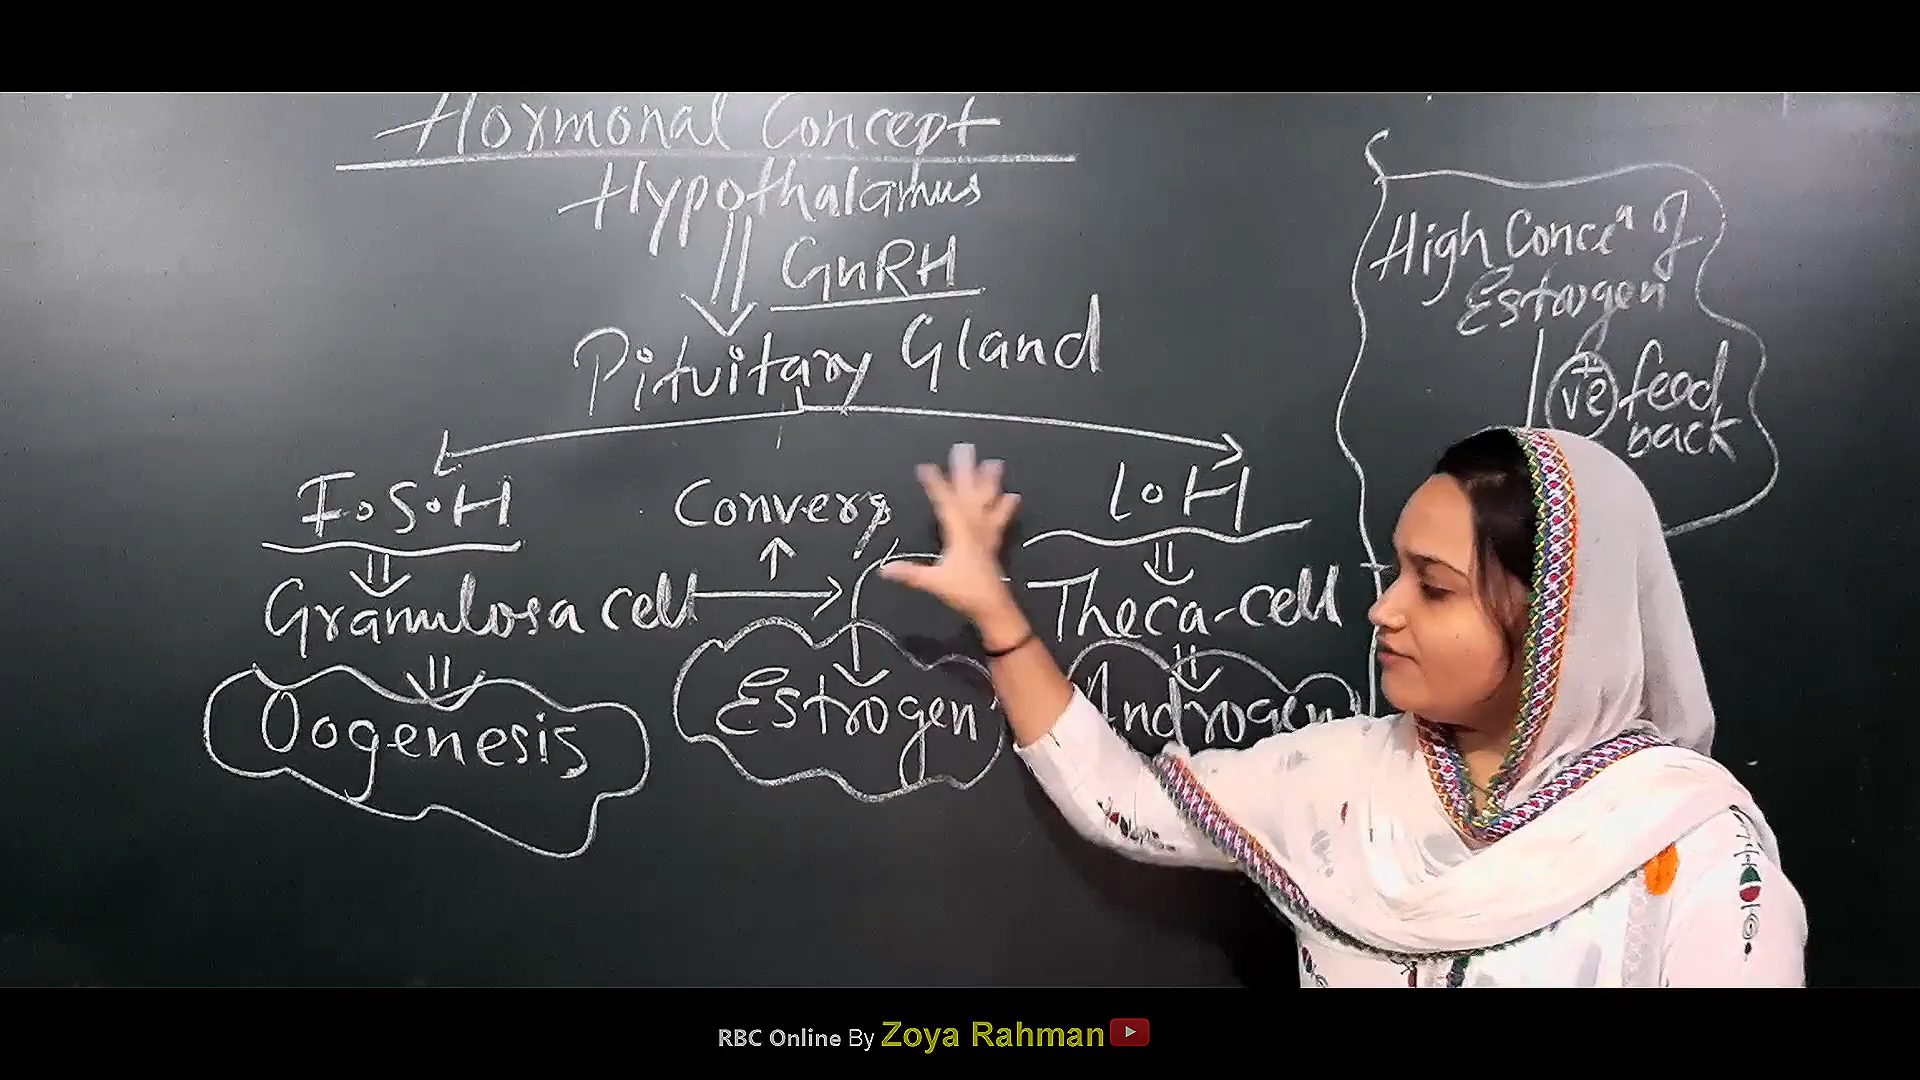 Hormonal Concept
Hypothalamus
GnRH
Pituitary Gland
F.S.H
Convers
L.H
Granulosa cell
Theca-cell
Oogenesis
Estrogen
Androgen
High Concen of
Estrogen
+ve feed
back
RBC Online By Zoya Rahman